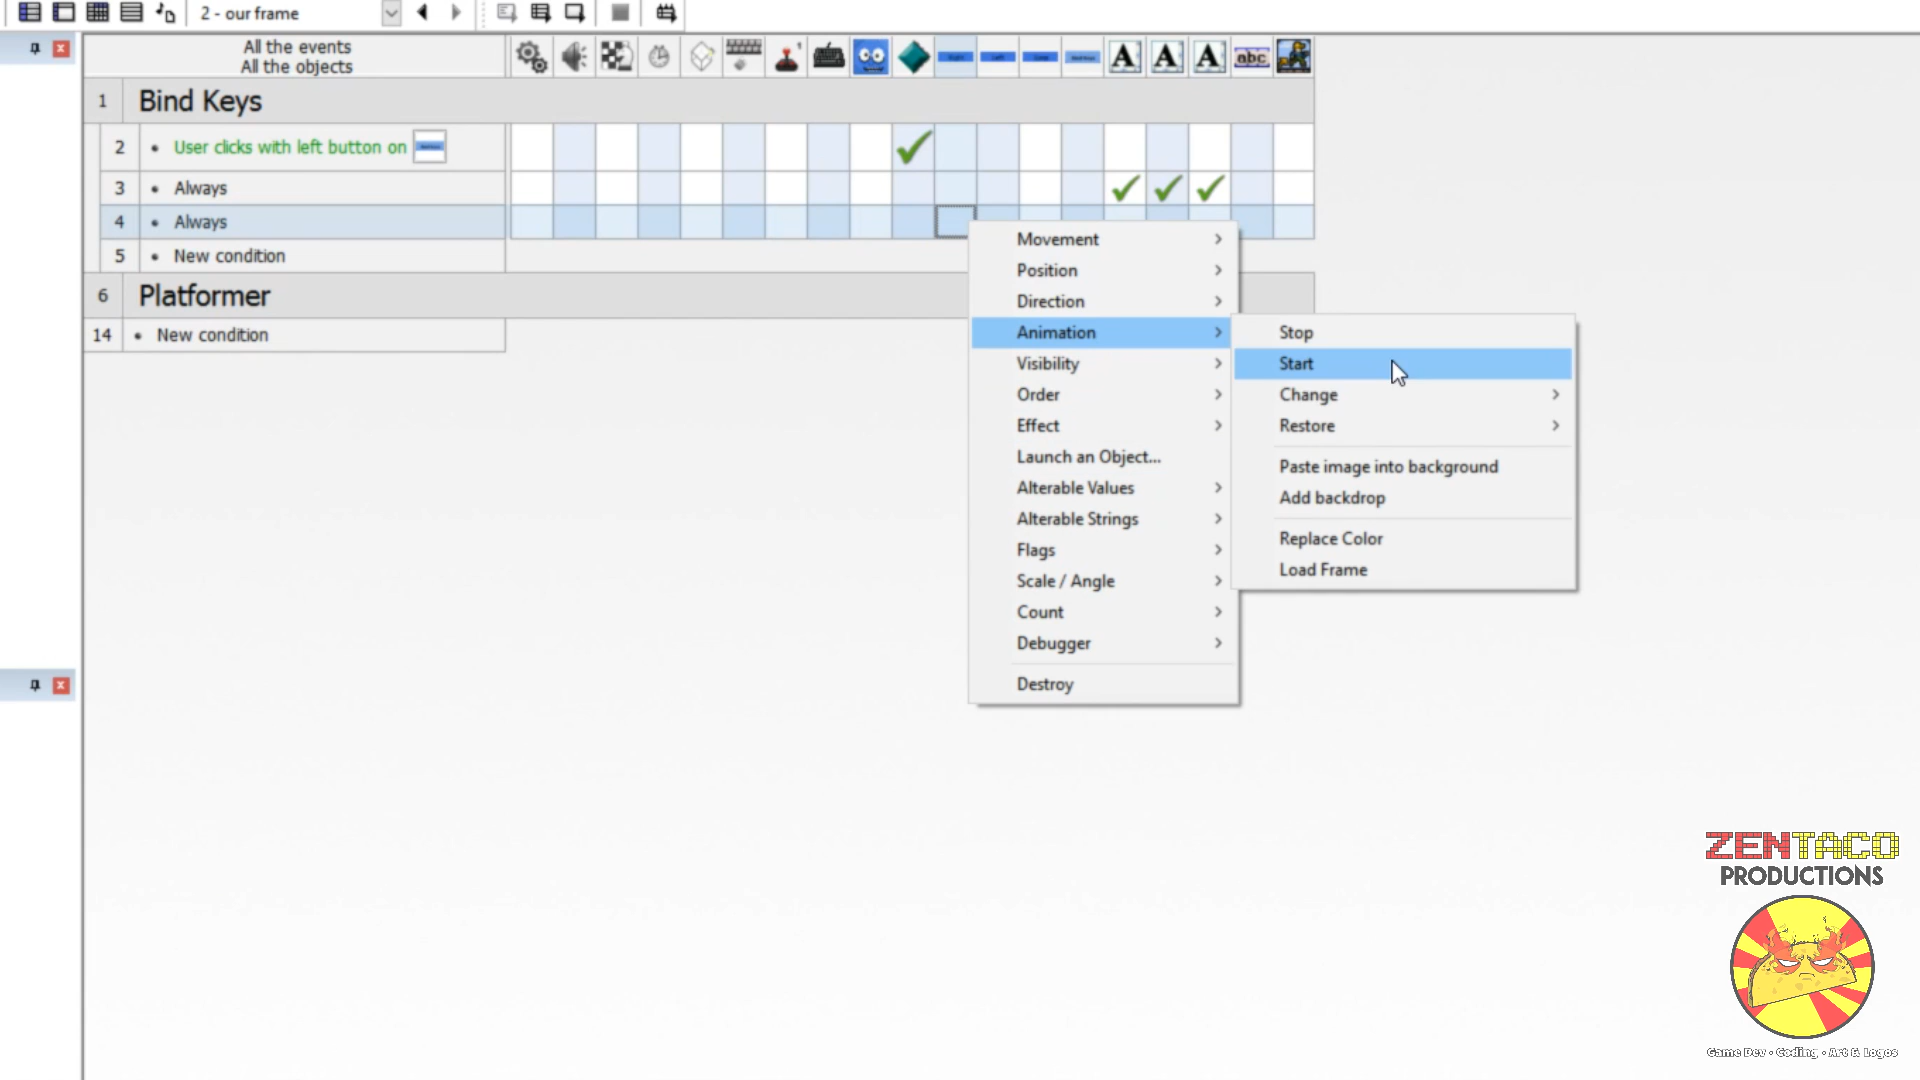 2 - our frame
All the events
All the objects
A A A abc
1 Bind Keys
2 • User clicks with left button on
3 • Always
4 • Always
5 • New condition
6 Platformer
14 • New condition
Movement
Position
Direction
Animation
Visibility
Order
Effect
Launch an Object...
Alterable Values
Alterable Strings
Flags
Scale / Angle
Count
Debugger
Destroy
Stop
Start
Change
Restore
Paste image into background
Add backdrop
Replace Color
Load Frame
ZENTACO
PRODUCTIONS
Game Dev • Coding • Art & Logos